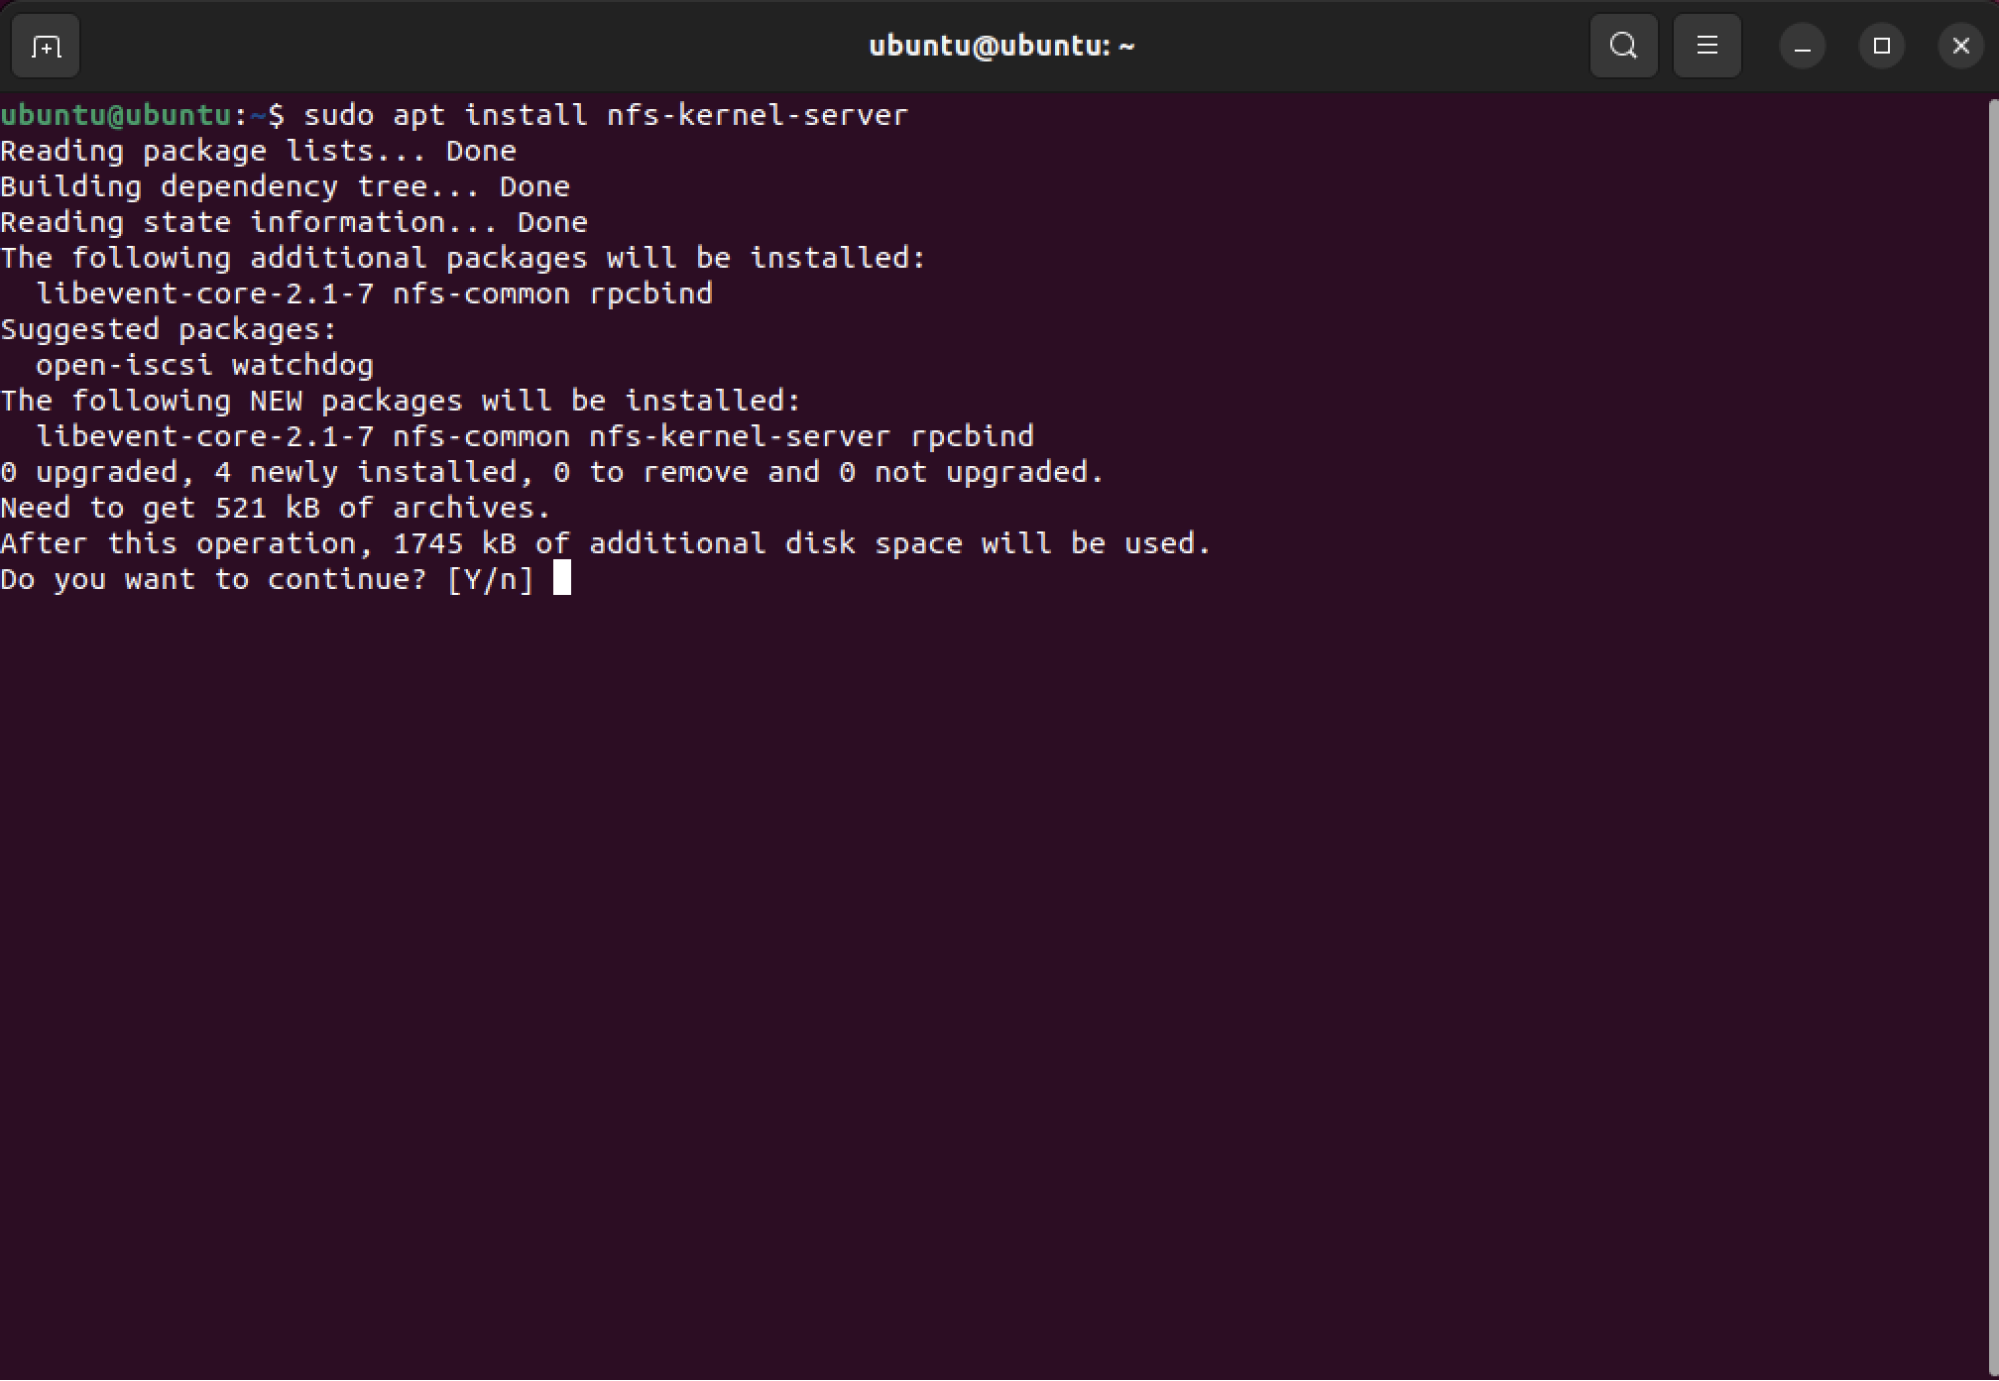 ubuntu@ubuntu: ~
ubuntu@ubuntu:~$ sudo apt install nfs-kernel-server
Reading package lists... Done
Building dependency tree... Done
Reading state information... Done
The following additional packages will be installed:
  libevent-core-2.1-7 nfs-common rpcbind
Suggested packages:
  open-iscsi watchdog
The following NEW packages will be installed:
  libevent-core-2.1-7 nfs-common nfs-kernel-server rpcbind
0 upgraded, 4 newly installed, 0 to remove and 0 not upgraded.
Need to get 521 kB of archives.
After this operation, 1745 kB of additional disk space will be used.
Do you want to continue? [Y/n]